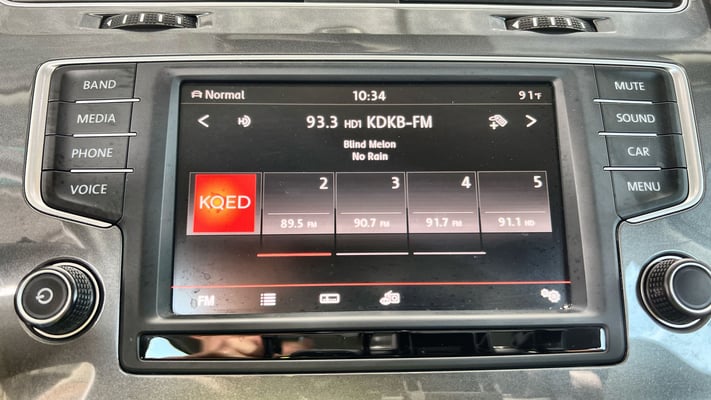 BAND
MEDIA
PHONE
VOICE
Normal
10:34
91°F
93.3 HD1 KDKB-FM
Blind Melon
No Rain
KQED
2
89.5 FM
3
90.7 FM
4
91.7 FM
5
91.1 HD
FM
MUTE
SOUND
CAR
MENU